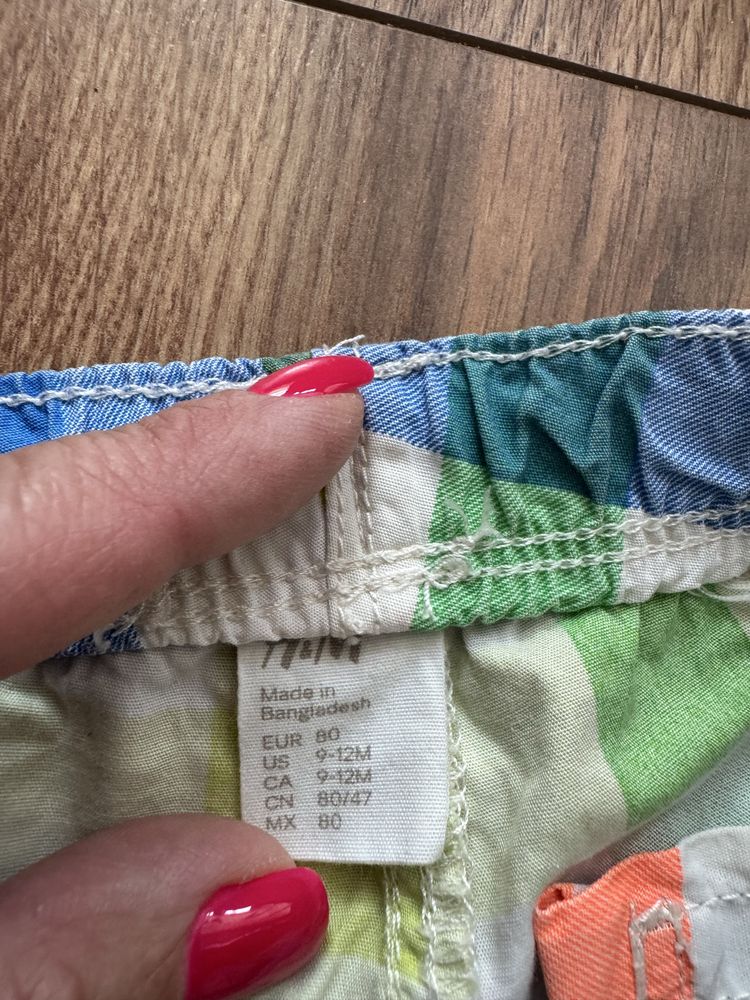 H&M
Made in
Bangladesh
EUR 80
US 9-12M
CA 9-12M
CN 80/47
MX 80